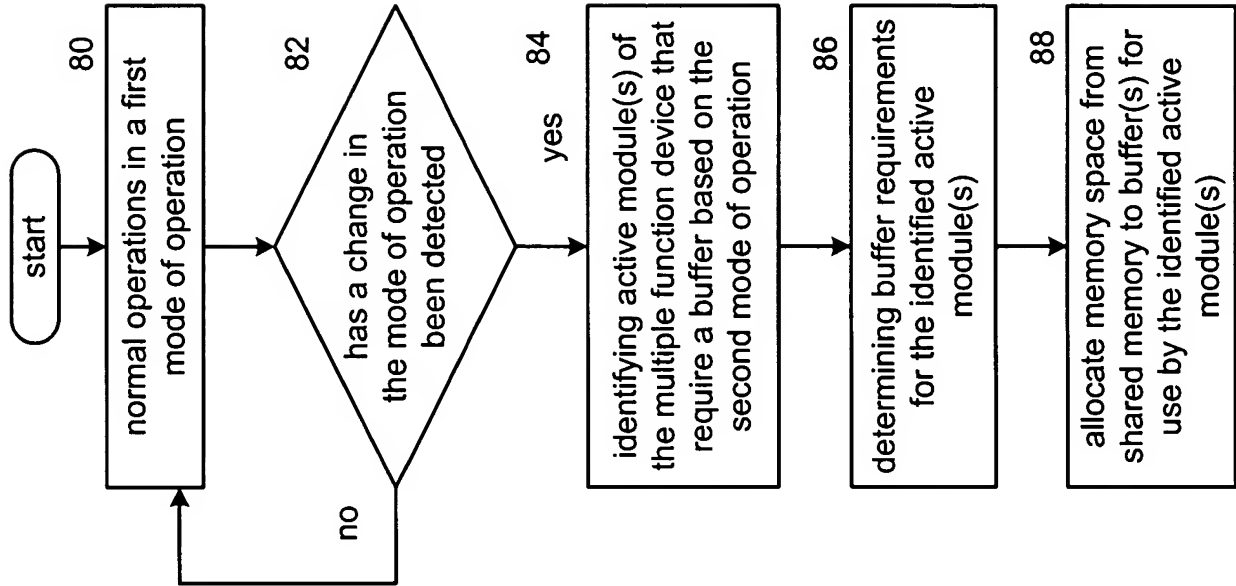 start
80
normal operations in a first
mode of operation
82
has a change in
the mode of operation
been detected
no
yes
84
identifying active module(s) of
the multiple function device that
require a buffer based on the
second mode of operation
86
determining buffer requirements
for the identified active
module(s)
88
allocate memory space from
shared memory to buffer(s) for
use by the identified active
module(s)